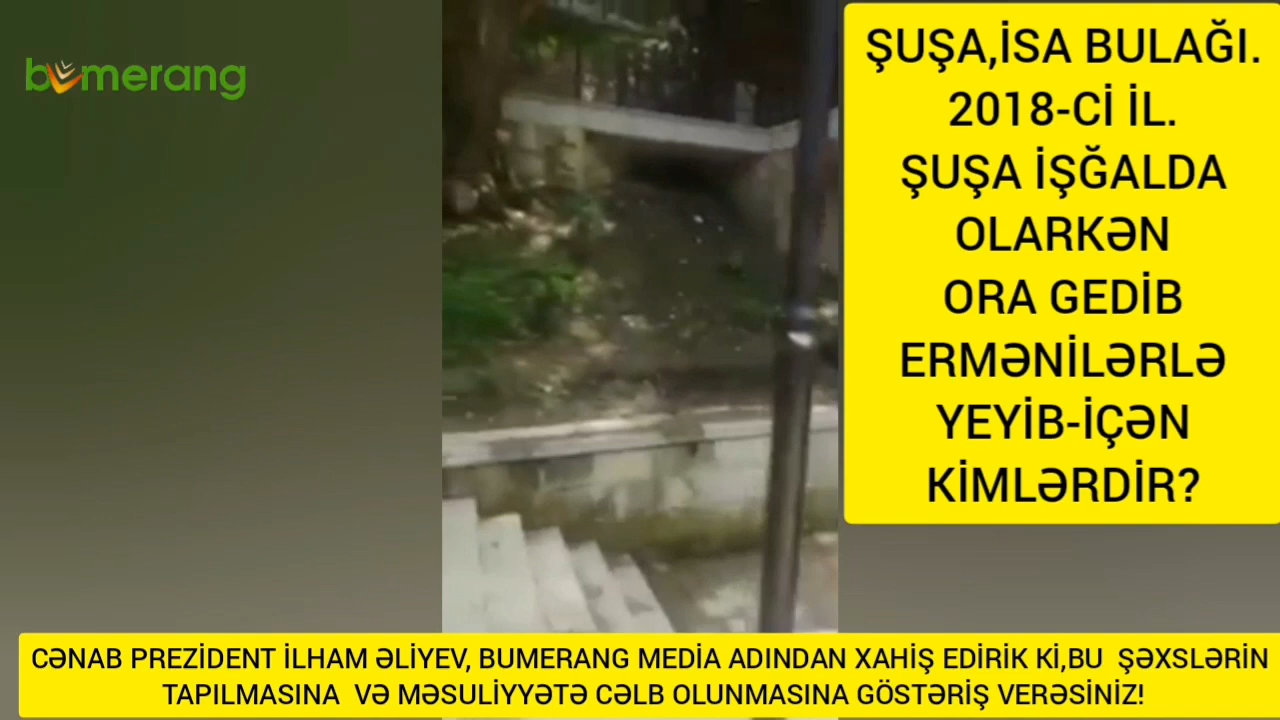 bumerang
ŞUŞA,İSA BULAĞI.
2018-Cİ İL.
ŞUŞA İŞĞALDA
OLARKƏN
ORA GEDİB
ERMƏNİLƏRLƏ
YEYİB-İÇƏN
KİMLƏRDİR?
CƏNAB PREZİDENT İLHAM ƏLİYEV, BUMERANG MEDİA ADINDAN XAHİŞ EDİRİK Kİ,BU ŞƏXSLƏRİN
TAPILMASINA VƏ MƏSULİYYƏTƏ CƏLB OLUNMASINA GÖSTƏRİŞ VERƏSİNİZ!